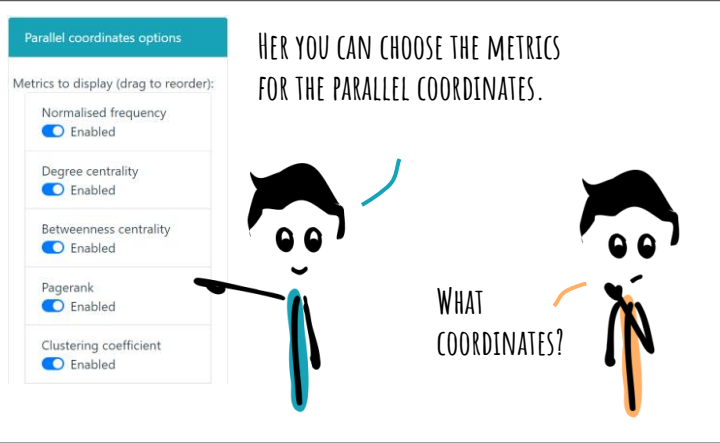 Parallel coordinates options
Metrics to display (drag to reorder):
Normalised frequency
Enabled
Degree centrality
Enabled
Betweenness centrality
Enabled
Pagerank
Enabled
Clustering coefficient
Enabled
HER YOU CAN CHOOSE THE METRICS
FOR THE PARALLEL COORDINATES.
WHAT
COORDINATES?